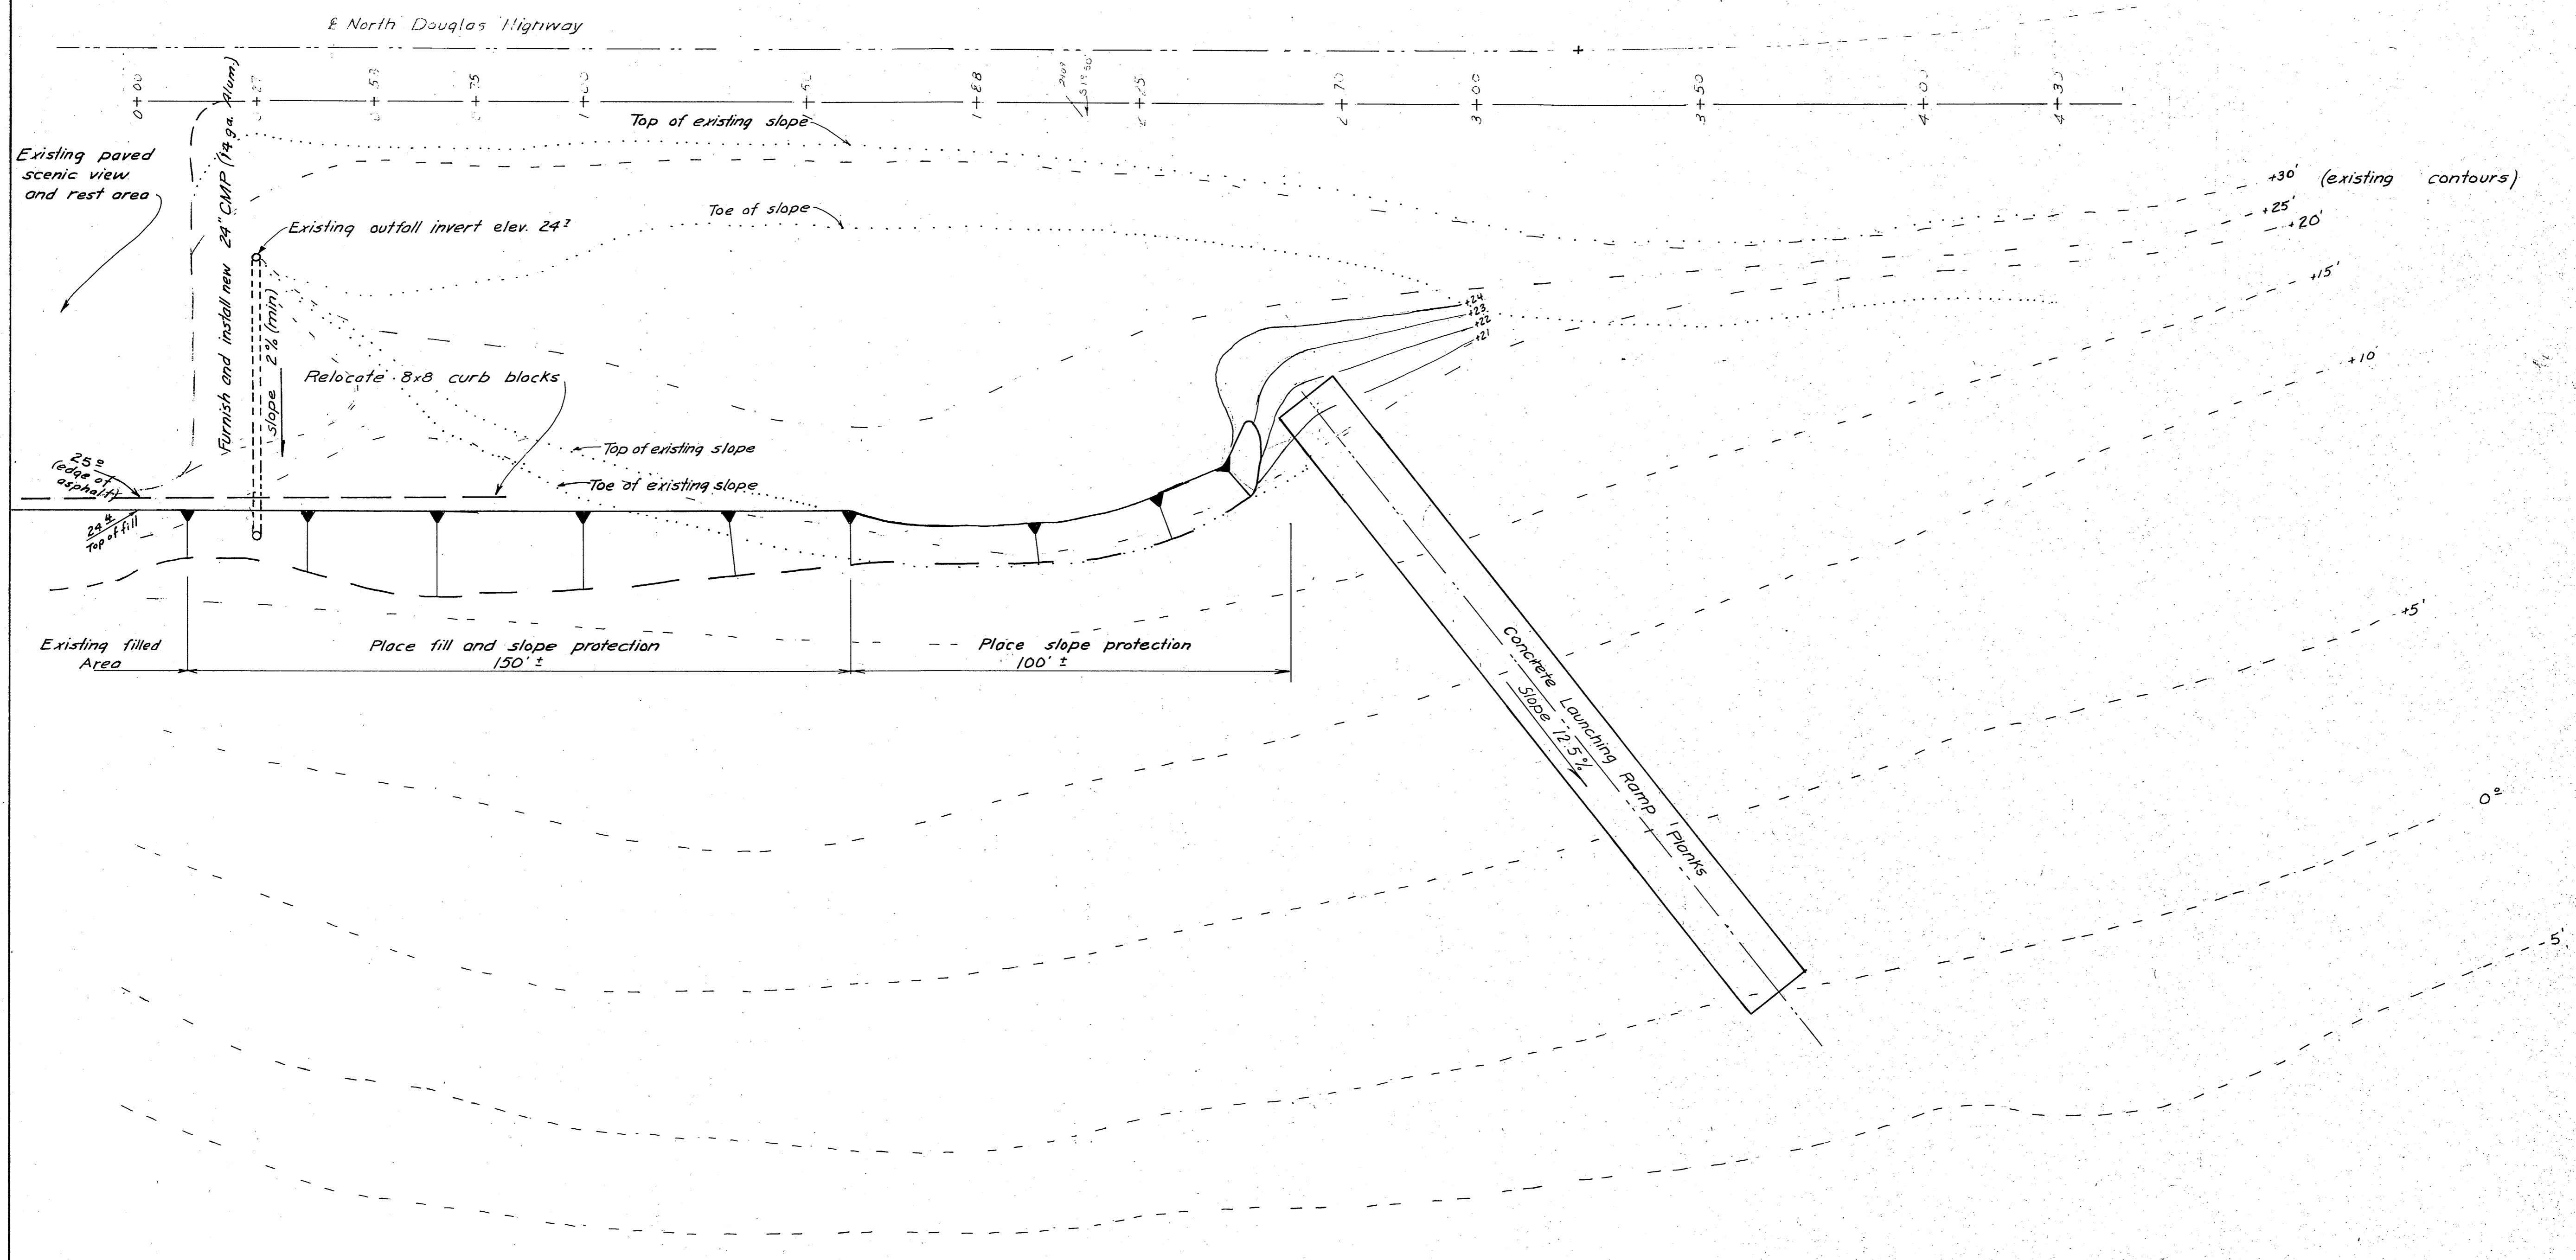 ℄ North Douglas Highway
0+00
1+88
3+00
3+50
4+00
Top of existing slope
Existing paved
scenic view
and rest area
Furnish and install new 24" CMP (14 ga. Alum.)
+30' (existing contours)
+25'
+20'
+15'
+10'
+5'
0º
-5'
Toe of slope
Existing outfall invert elev. 24
slope 2% (min)
+24
+23
+22
+21
Relocate 8x8 curb blocks
Top of existing slope
Toe of existing slope
25º
(edge of
asphalt)
24
Top of fill
Existing filled
Area
Place fill and slope protection
150' ±
Place slope protection
100' ±
Concrete Launching Ramp Planks
Slope 12.5%